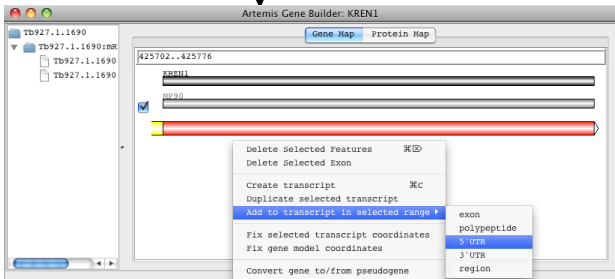 Artemis Gene Builder: KREN1
Tb927.1.1690
Tb927.1.1690:mR
Tb927.1.1690
Tb927.1.1690
Gene Map Protein Map
425702..425776
KREN1
MP90
Delete Selected Features ⌘⌦
Delete Selected Exon
Create transcript ⌘C
Duplicate selected transcript
Add to transcript in selected range
Fix selected transcript coordinates
Fix gene model coordinates
Convert gene to/from pseudogene
exon
polypeptide
5'UTR
3'UTR
region